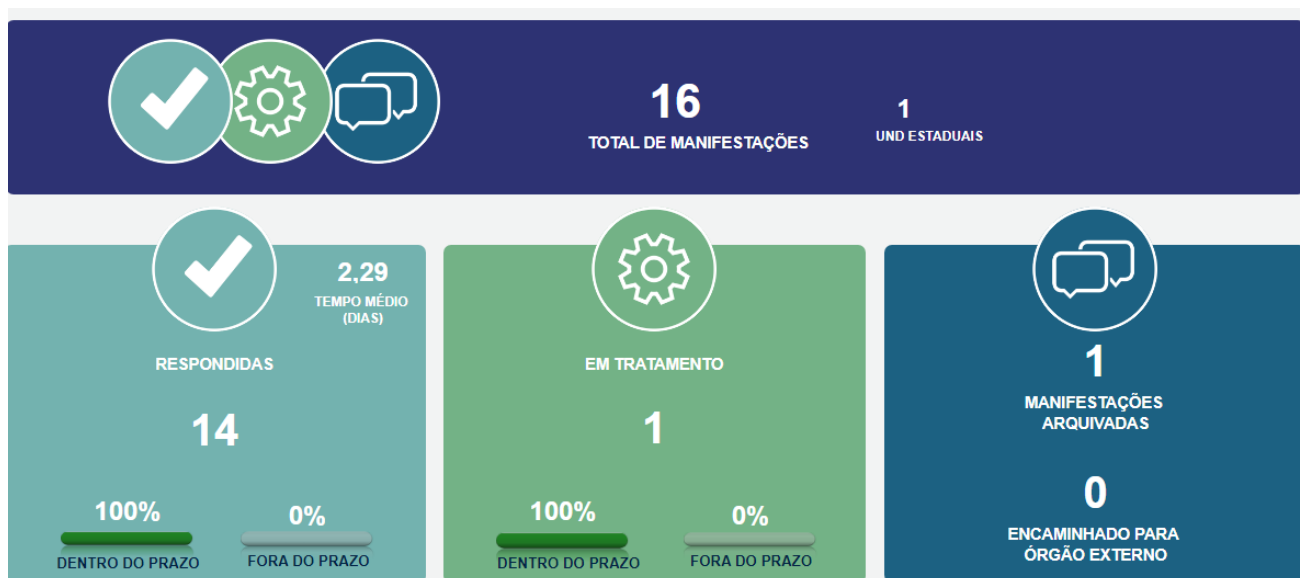 16
TOTAL DE MANIFESTAÇÕES
1
UND ESTADUAIS
2,29
TEMPO MÉDIO
(DIAS)
RESPONDIDAS
14
100%
DENTRO DO PRAZO
0%
FORA DO PRAZO
EM TRATAMENTO
1
100%
DENTRO DO PRAZO
0%
FORA DO PRAZO
1
MANIFESTAÇÕES
ARQUIVADAS
0
ENCAMINHADO PARA
ÓRGÃO EXTERNO